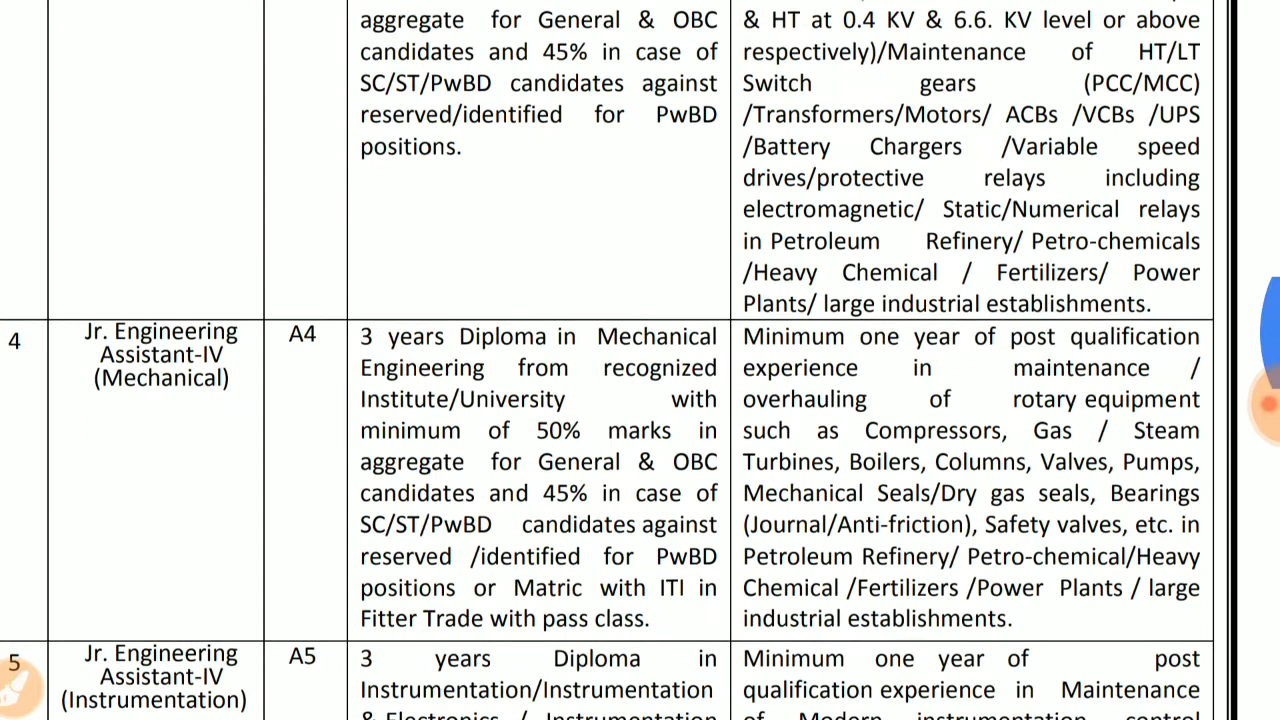 aggregate for General & OBC
candidates and 45% in case of
SC/ST/PwBD candidates against
reserved/identified for PwBD
positions.
& HT at 0.4 KV & 6.6. KV level or above
respectively)/Maintenance of HT/LT
Switch gears (PCC/MCC)
/Transformers/Motors/ ACBs /VCBs /UPS
/Battery Chargers /Variable speed
drives/protective relays including
electromagnetic/ Static/Numerical relays
in Petroleum Refinery/ Petro-chemicals
/Heavy Chemical / Fertilizers/ Power
Plants/ large industrial establishments.
4
Jr. Engineering
Assistant-IV
(Mechanical)
A4
3 years Diploma in Mechanical
Engineering from recognized
Institute/University with
minimum of 50% marks in
aggregate for General & OBC
candidates and 45% in case of
SC/ST/PwBD candidates against
reserved /identified for PwBD
positions or Matric with ITI in
Fitter Trade with pass class.
Minimum one year of post qualification
experience in maintenance /
overhauling of rotary equipment
such as Compressors, Gas / Steam
Turbines, Boilers, Columns, Valves, Pumps,
Mechanical Seals/Dry gas seals, Bearings
(Journal/Anti-friction), Safety valves, etc. in
Petroleum Refinery/ Petro-chemical/Heavy
Chemical /Fertilizers /Power Plants / large
industrial establishments.
5
Jr. Engineering
Assistant-IV
(Instrumentation)
A5
3 years Diploma in
Instrumentation/Instrumentation
& Electronics / Instrumentation
Minimum one year of post
qualification experience in Maintenance
of Modern instrumentation control